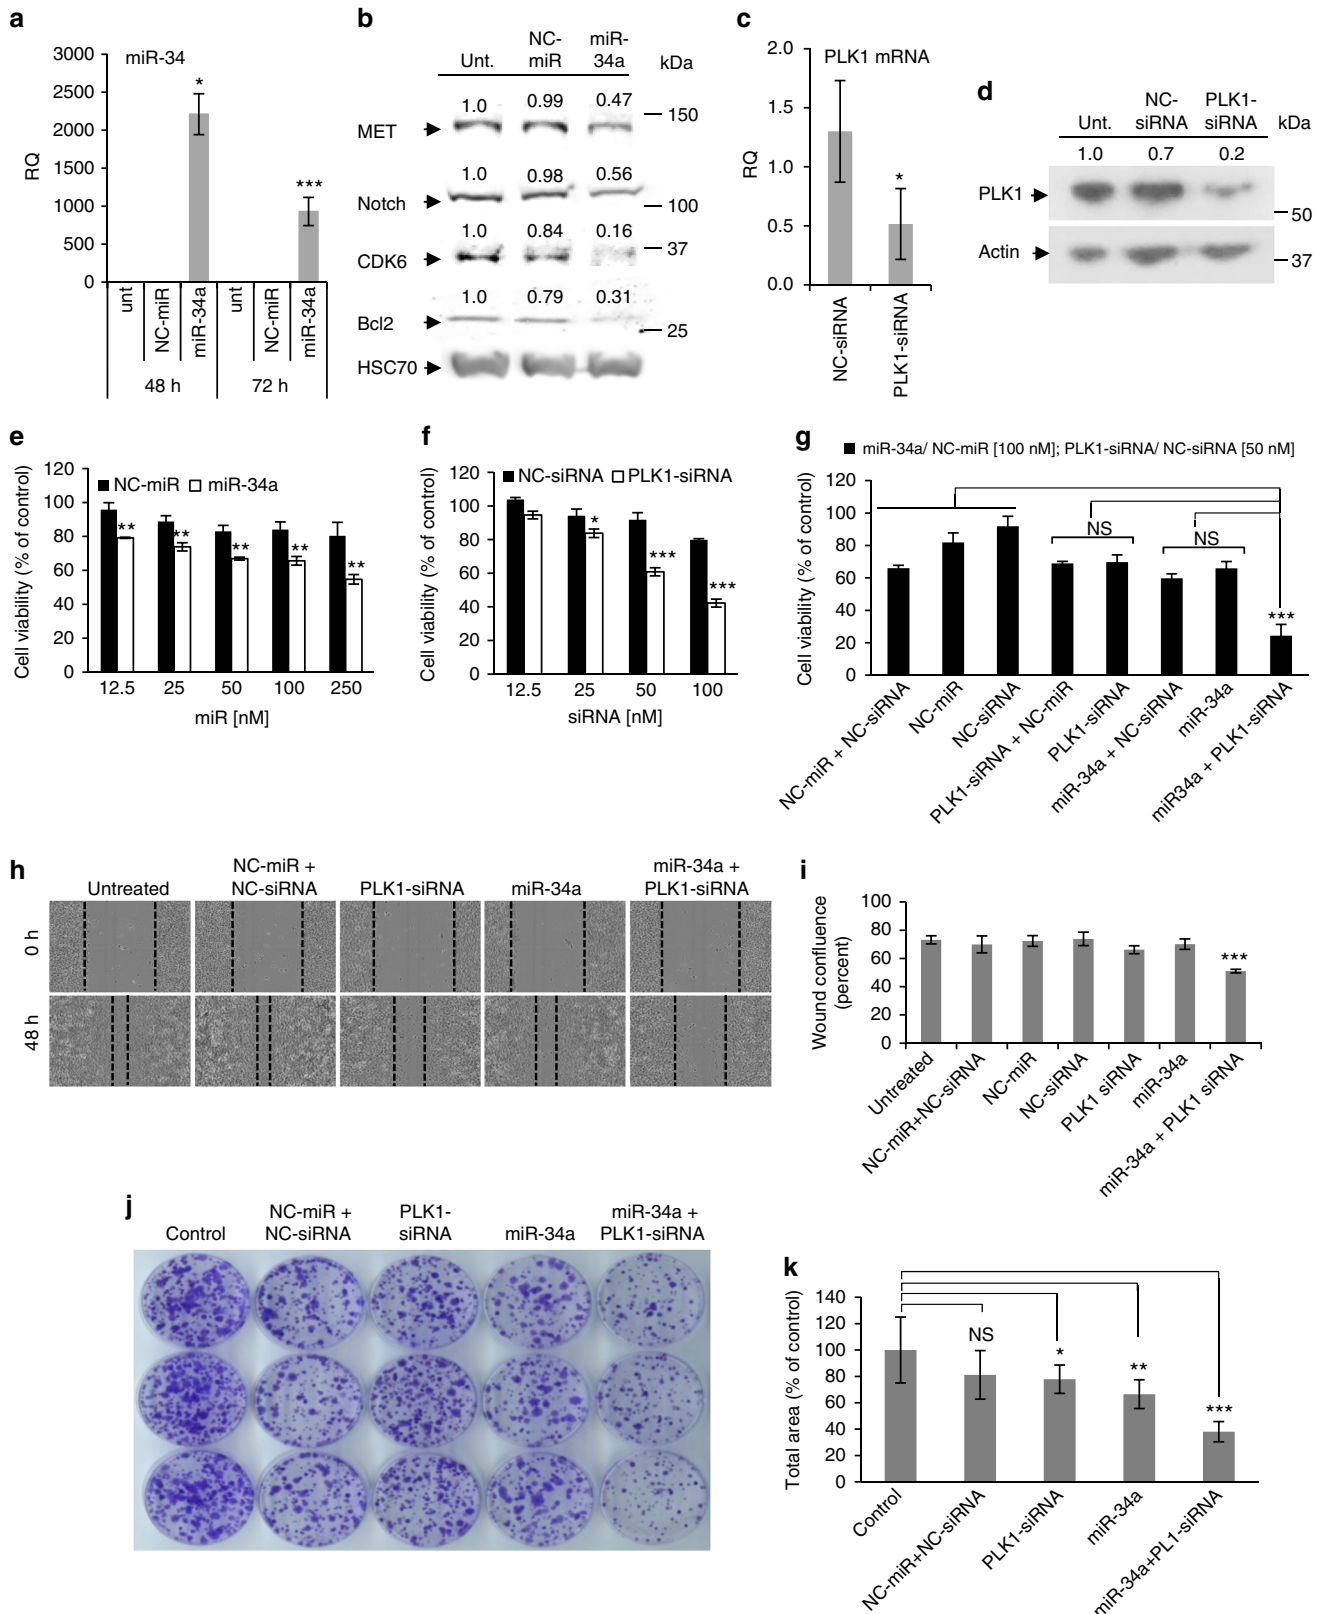 a
miR-34
3000
2500
2000
1500
1000
500
0
RQ
*
***
unt
NC-miR
miR-34a
unt
NC-miR
miR-34a
48 h
72 h
b
Unt.
NC-
miR
miR-
34a
kDa
1.0 0.99 0.47
MET
150
1.0 0.98 0.56
Notch
100
1.0 0.84 0.16
37
CDK6
1.0 0.79 0.31
Bcl2
25
HSC70
c
PLK1 mRNA
2.0
1.5
1.0
0.5
0.0
RQ
*
NC-siRNA
PLK1-siRNA
d
Unt.
NC-
siRNA
PLK1-
siRNA
kDa
1.0 0.7 0.2
PLK1
50
Actin
37
e
NC-miR miR-34a
Cell viability (% of control)
120
100
80
60
40
20
0
** ** ** ** **
12.5 25 50 100 250
miR [nM]
f
NC-siRNA PLK1-siRNA
Cell viability (% of control)
120
100
80
60
40
20
0
* *** ***
12.5 25 50 100
siRNA [nM]
g
miR-34a/ NC-miR [100 nM]; PLK1-siRNA/ NC-siRNA [50 nM]
Cell viability (% of control)
120
100
80
60
40
20
0
NS
NS
***
NC-miR + NC-siRNA
NC-miR
NC-siRNA
PLK1-siRNA + NC-miR
PLK1-siRNA
miR-34a + NC-siRNA
miR-34a
miR34a + PLK1-siRNA
h
Untreated
NC-miR +
NC-siRNA
PLK1-siRNA
miR-34a
miR-34a +
PLK1-siRNA
0 h
48 h
i
Wound confluence
(percent)
100
80
60
40
20
0
***
Untreated
NC-miR+NC-siRNA
NC-miR
NC-siRNA
PLK1 siRNA
miR-34a
miR-34a + PLK1 siRNA
j
Control
NC-miR +
NC-siRNA
PLK1-
siRNA
miR-34a
miR-34a +
PLK1-siRNA
k
Total area (% of control)
140
120
100
80
60
40
20
0
NS
*
**
***
Control
NC-miR+NC-siRNA
PLK1-siRNA
miR-34a
miR-34a+PL1-siRNA